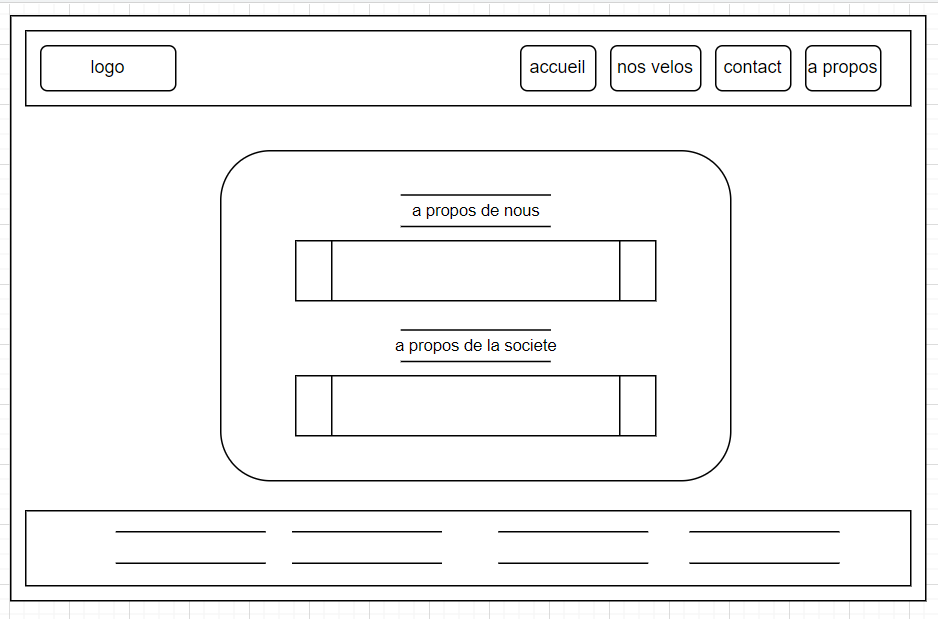 logo
accueil
nos velos
contact
a propos
a propos de nous
a propos de la societe